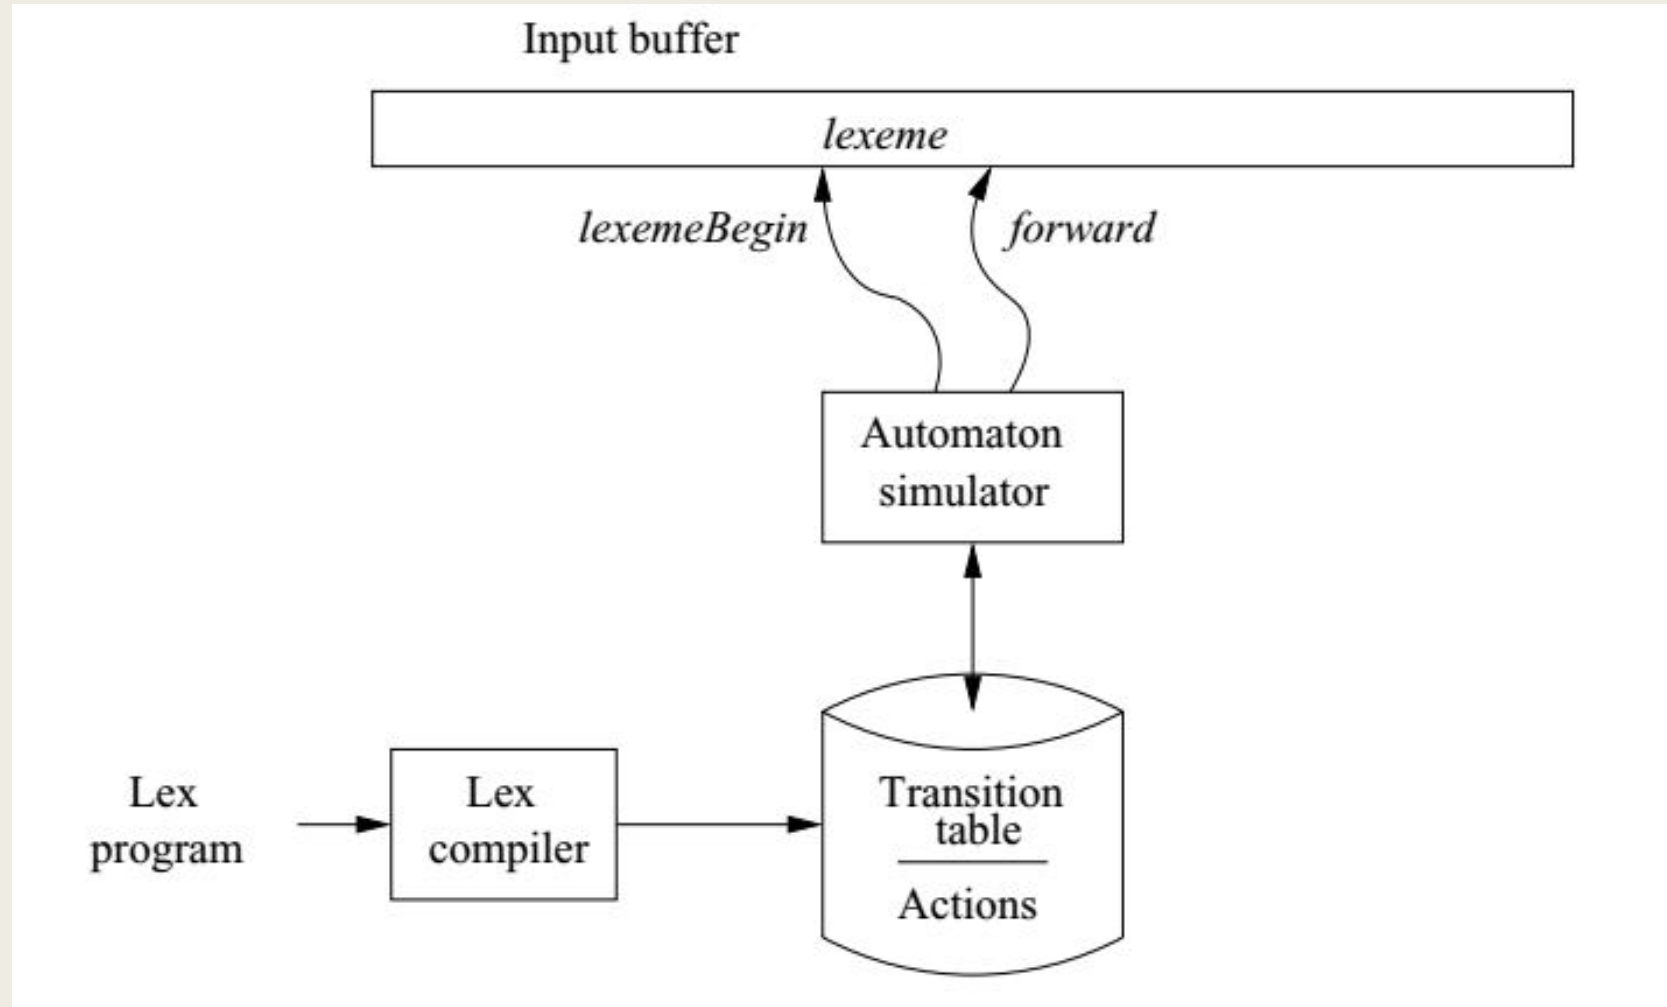 Input buffer
lexeme
lexemeBegin
forward
Automaton
simulator
Lex
program
Lex
compiler
Transition
table
Actions